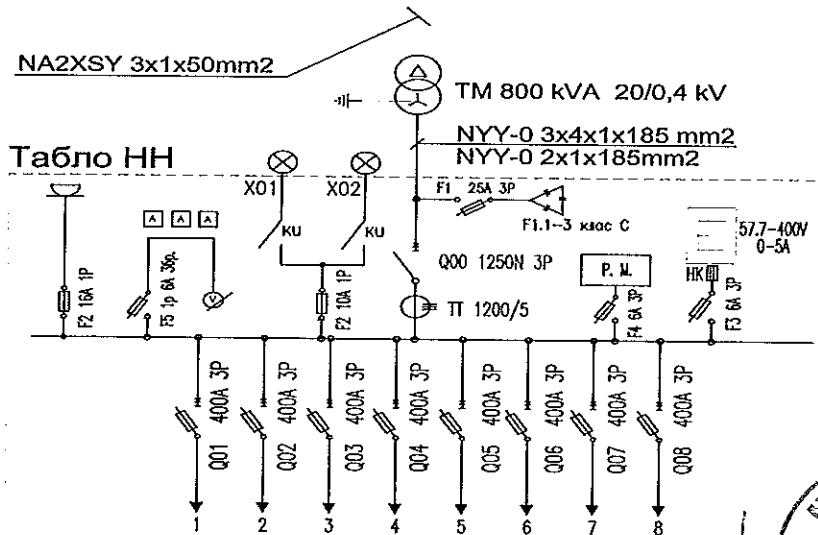 NA2XSY 3x1x50mm2
TM 800 kVA 20/0,4 kV
NYY-0 3x4x1x185 mm2
NYY-0 2x1x185mm2
Табло НН
X01
X02
F1 25A 3P
F1.1-3 клас C
A A A
KU
KU
Q00 1250N 3P
P. M.
57.7-400V
0-5A
HK
V
F2 16A 1P
F5 1p 6A 3бр.
F2 10A 1P
TT 1200/5
F4 6A 3P
F3 6A 3P
Q01 400A 3P
Q02 400A 3P
Q03 400A 3P
Q04 400A 3P
Q05 400A 3P
Q06 400A 3P
Q07 400A 3P
Q08 400A 3P
1 2 3 4 5 6 7 8